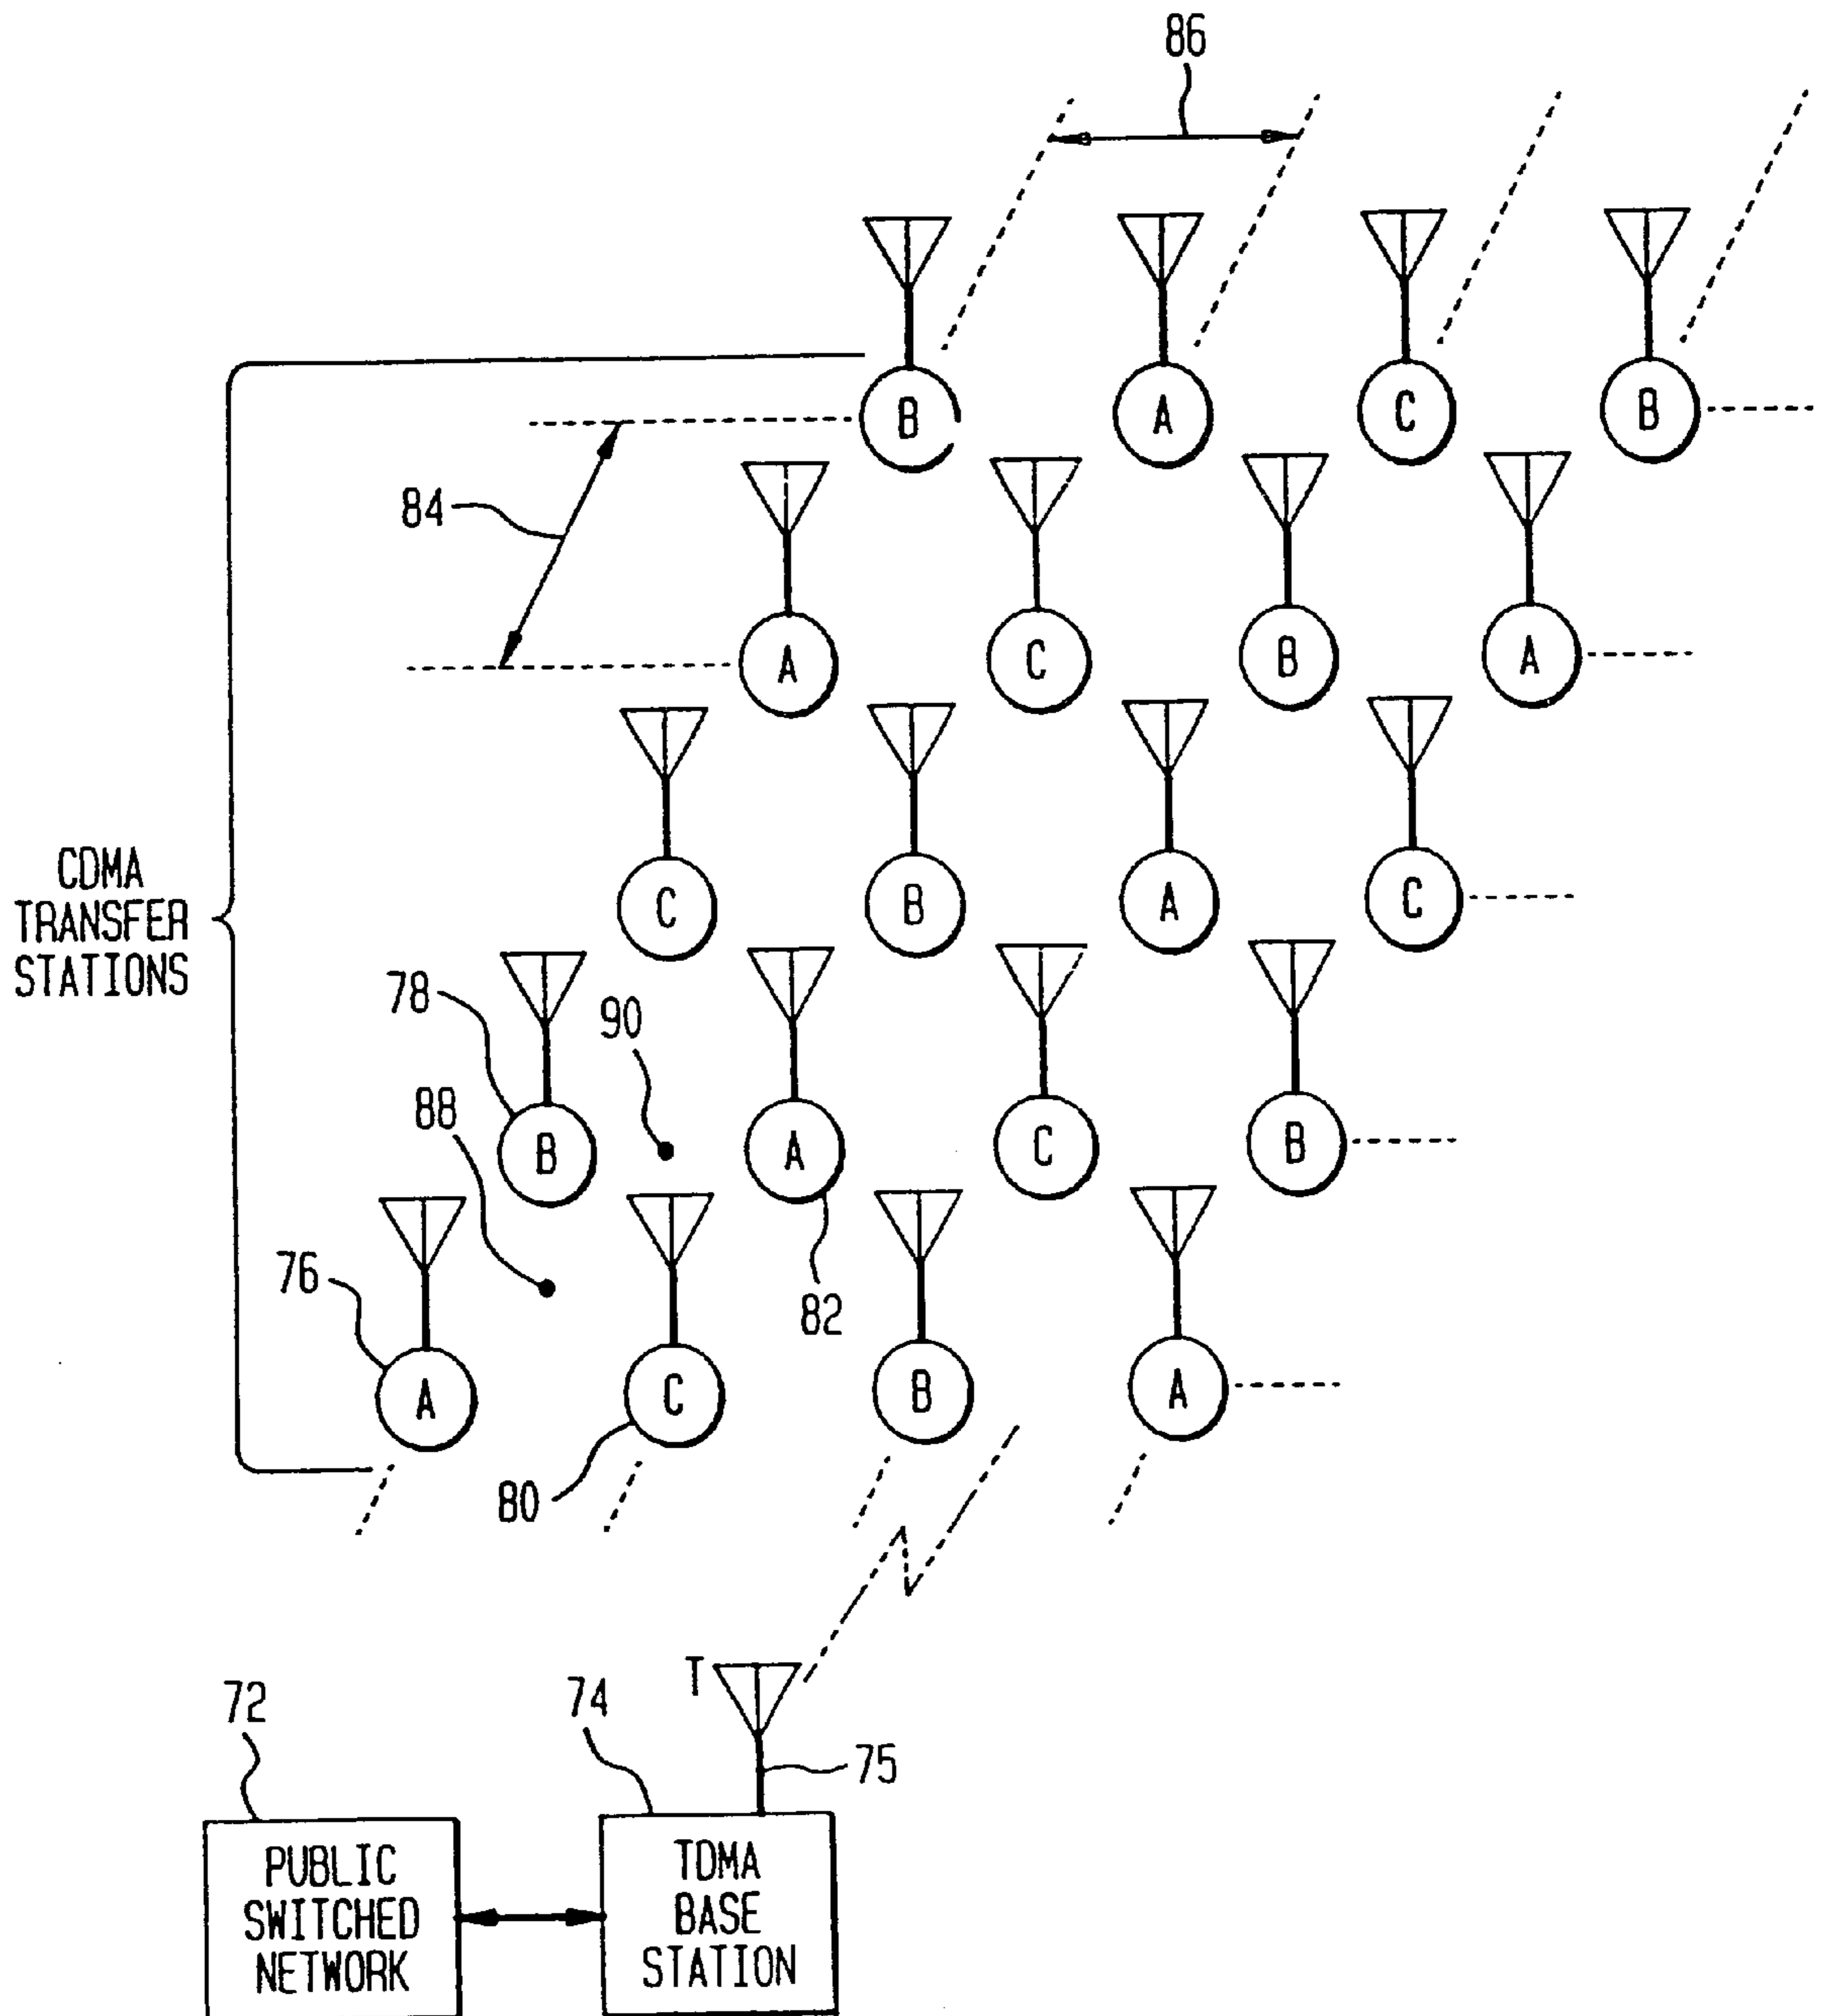 86
B A C B
84
A C B A
C B A C
CDMA
TRANSFER
STATIONS
78
90
88
B A C B
76
82
A C B A
80
T
72
74
75
PUBLIC
SWITCHED
NETWORK
TDMA
BASE
STATION